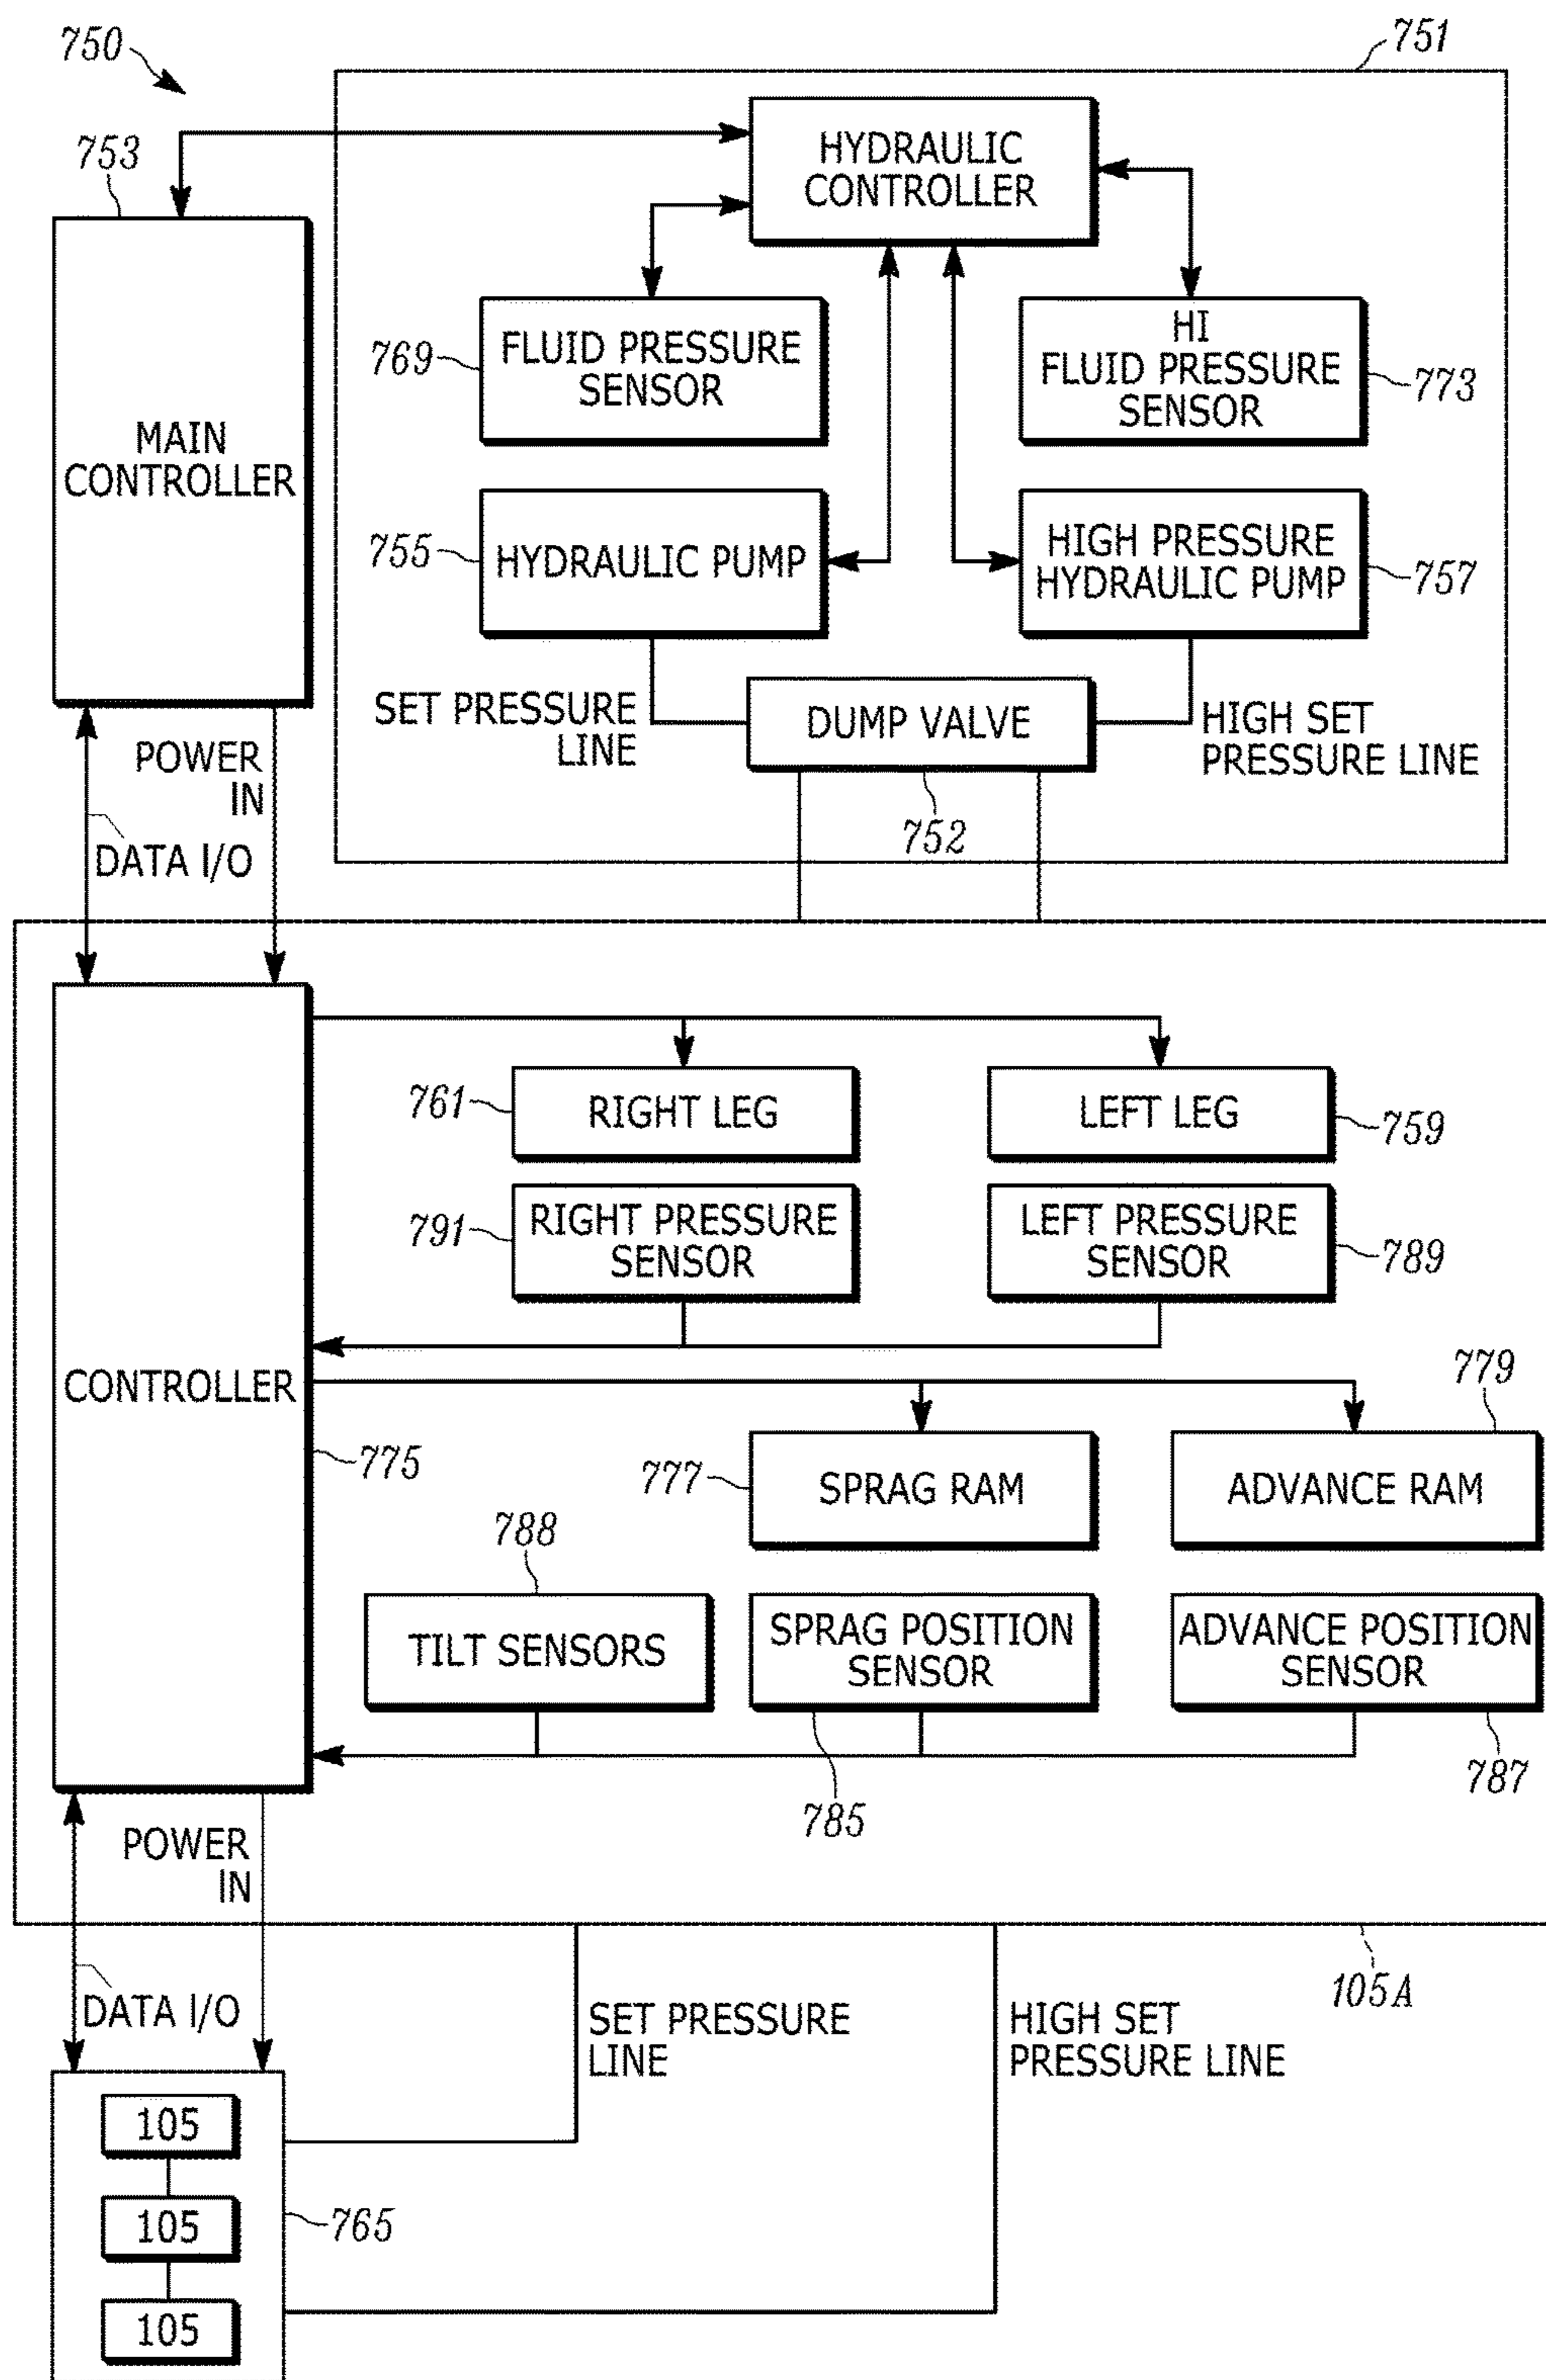 750
751
753
HYDRAULIC
CONTROLLER
769
FLUID PRESSURE
SENSOR
HI
FLUID PRESSURE
SENSOR
773
MAIN
CONTROLLER
755
HYDRAULIC PUMP
HIGH PRESSURE
HYDRAULIC PUMP
757
SET PRESSURE
LINE
DUMP VALVE
HIGH SET
PRESSURE LINE
752
POWER
IN
DATA I/O
761
RIGHT LEG
LEFT LEG
759
791
RIGHT PRESSURE
SENSOR
LEFT PRESSURE
SENSOR
789
CONTROLLER
775
779
777
SPRAG RAM
ADVANCE RAM
788
TILT SENSORS
SPRAG POSITION
SENSOR
ADVANCE POSITION
SENSOR
785
787
POWER
IN
DATA I/O
105A
SET PRESSURE
LINE
HIGH SET
PRESSURE LINE
105
105
105
765